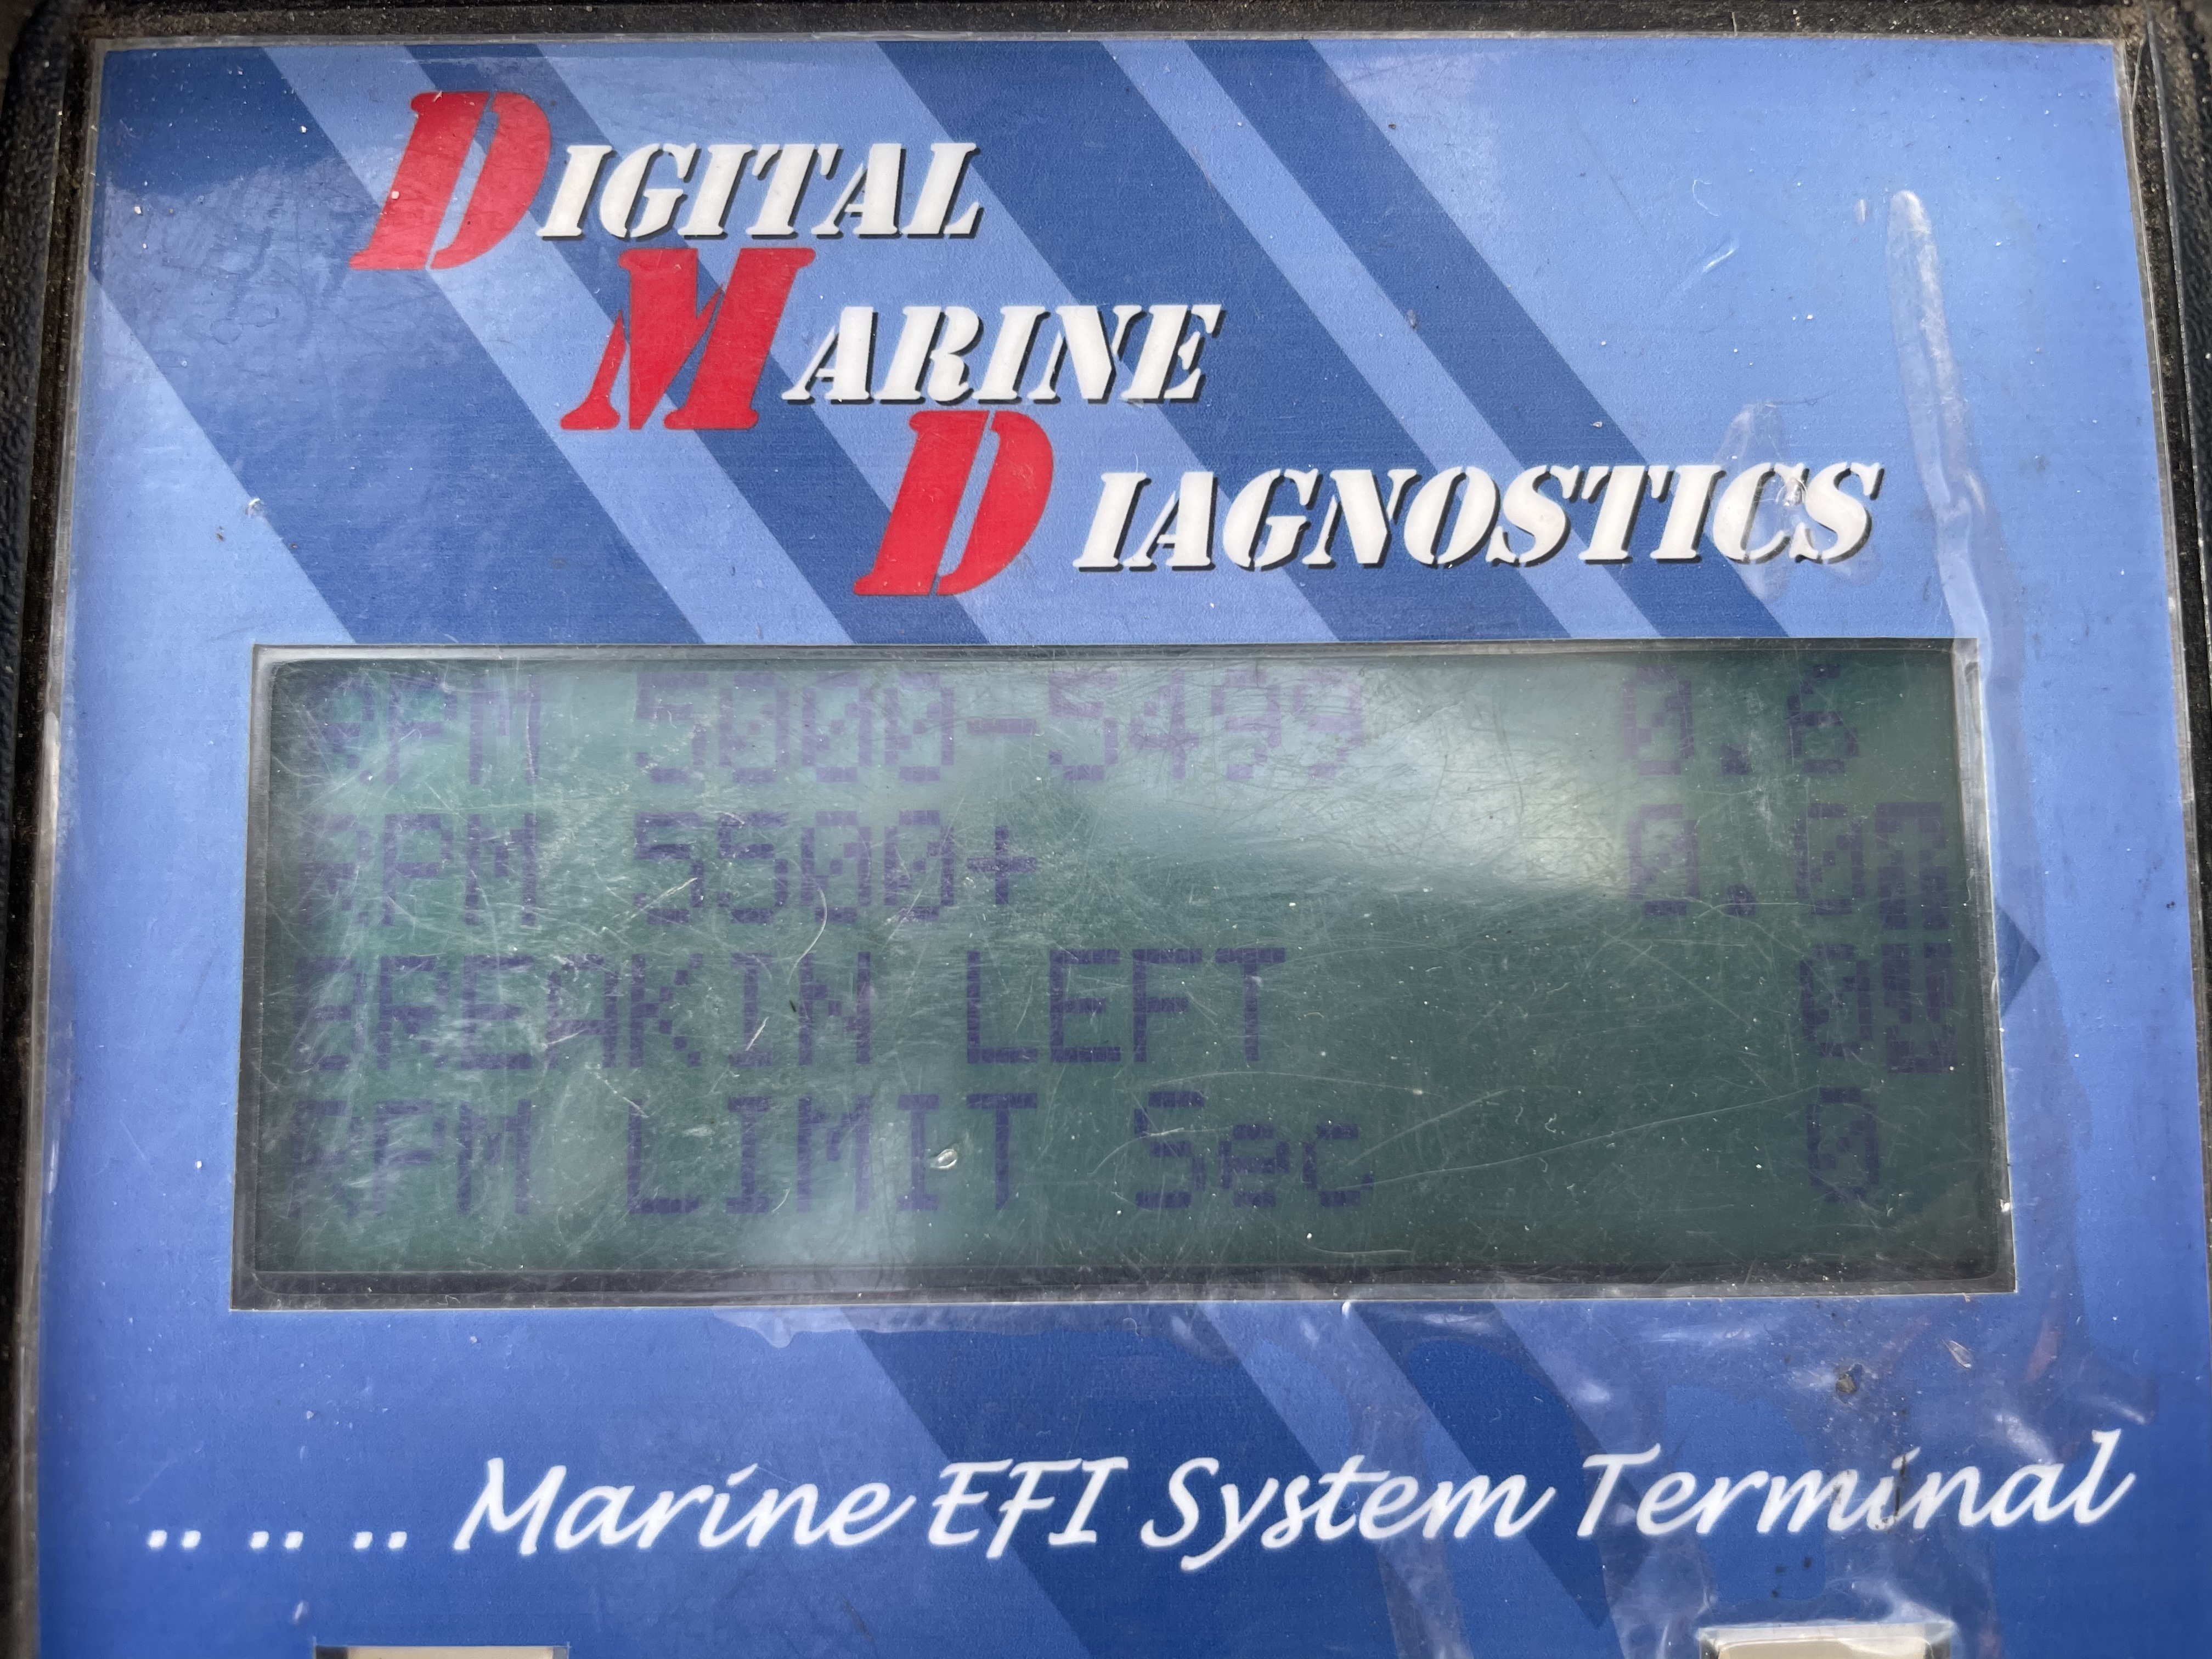 DIGITAL
MARINE
DIAGNOSTICS
RPM 5000-5499 0.6
RPM 5500+ 0.0
BREAKIN LEFT 0
RPM LIMIT Sec 0
.. .. .. Marine EFI System Terminal